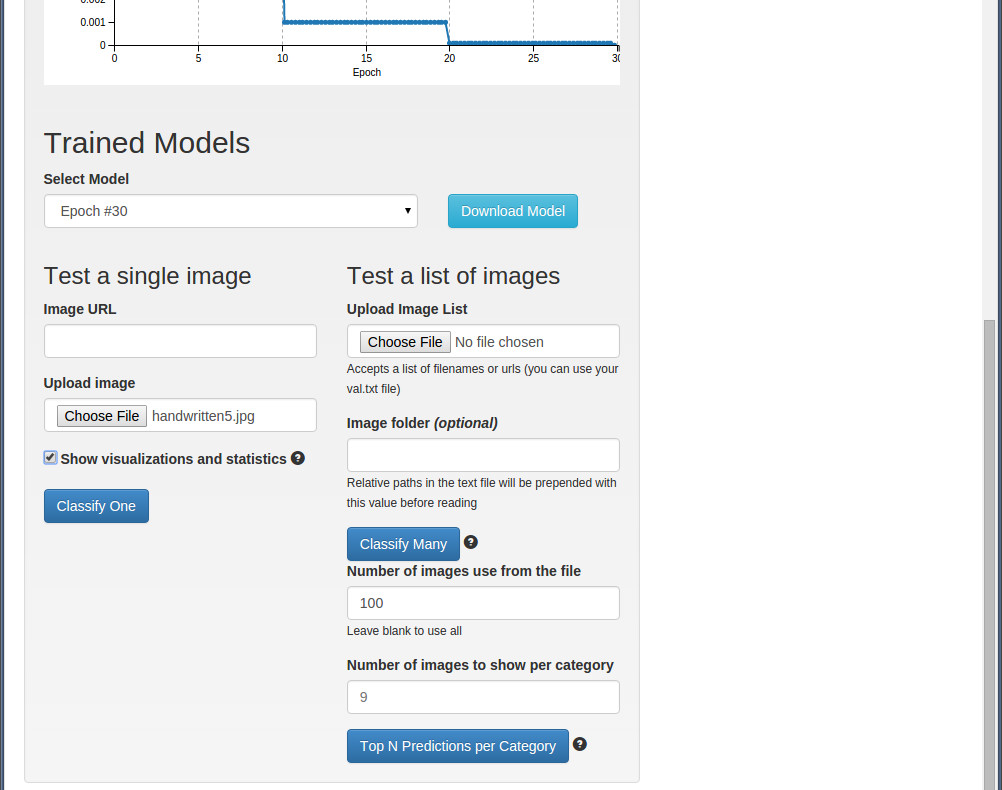 0.002
0.001
0
0 5 10 15 20 25 30
Epoch
Trained Models
Select Model
Epoch #30
Download Model
Test a single image
Image URL
Upload image
Choose File handwritten5.jpg
Show visualizations and statistics
Classify One
Test a list of images
Upload Image List
Choose File No file chosen
Accepts a list of filenames or urls (you can use your
val.txt file)
Image folder (optional)
Relative paths in the text file will be prepended with
this value before reading
Classify Many
Number of images use from the file
100
Leave blank to use all
Number of images to show per category
9
Top N Predictions per Category